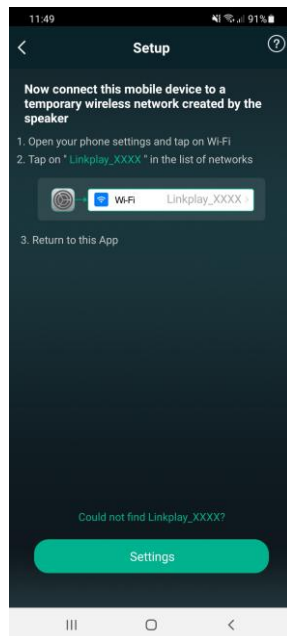 11:49
91%
Setup
?
Now connect this mobile device to a
temporary wireless network created by the
speaker
1. Open your phone settings and tap on Wi-Fi
2. Tap on " Linkplay_XXXX " in the list of networks
Wi-Fi Linkplay_XXXX >
3. Return to this App
Could not find Linkplay_XXXX?
Settings